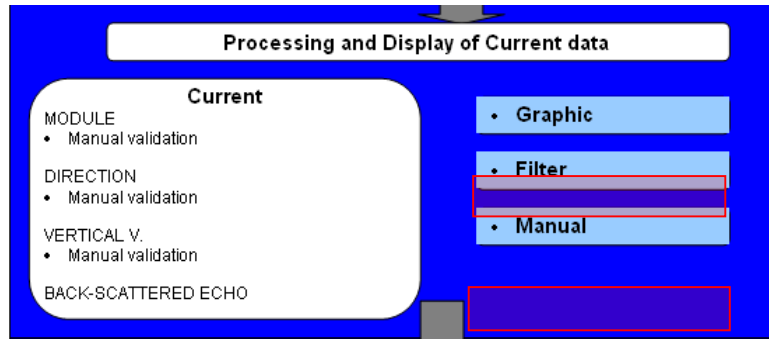 Processing and Display of Current data
Current
MODULE
• Manual validation
DIRECTION
• Manual validation
VERTICAL V.
• Manual validation
BACK-SCATTERED ECHO
• Graphic
• Filter
• Manual